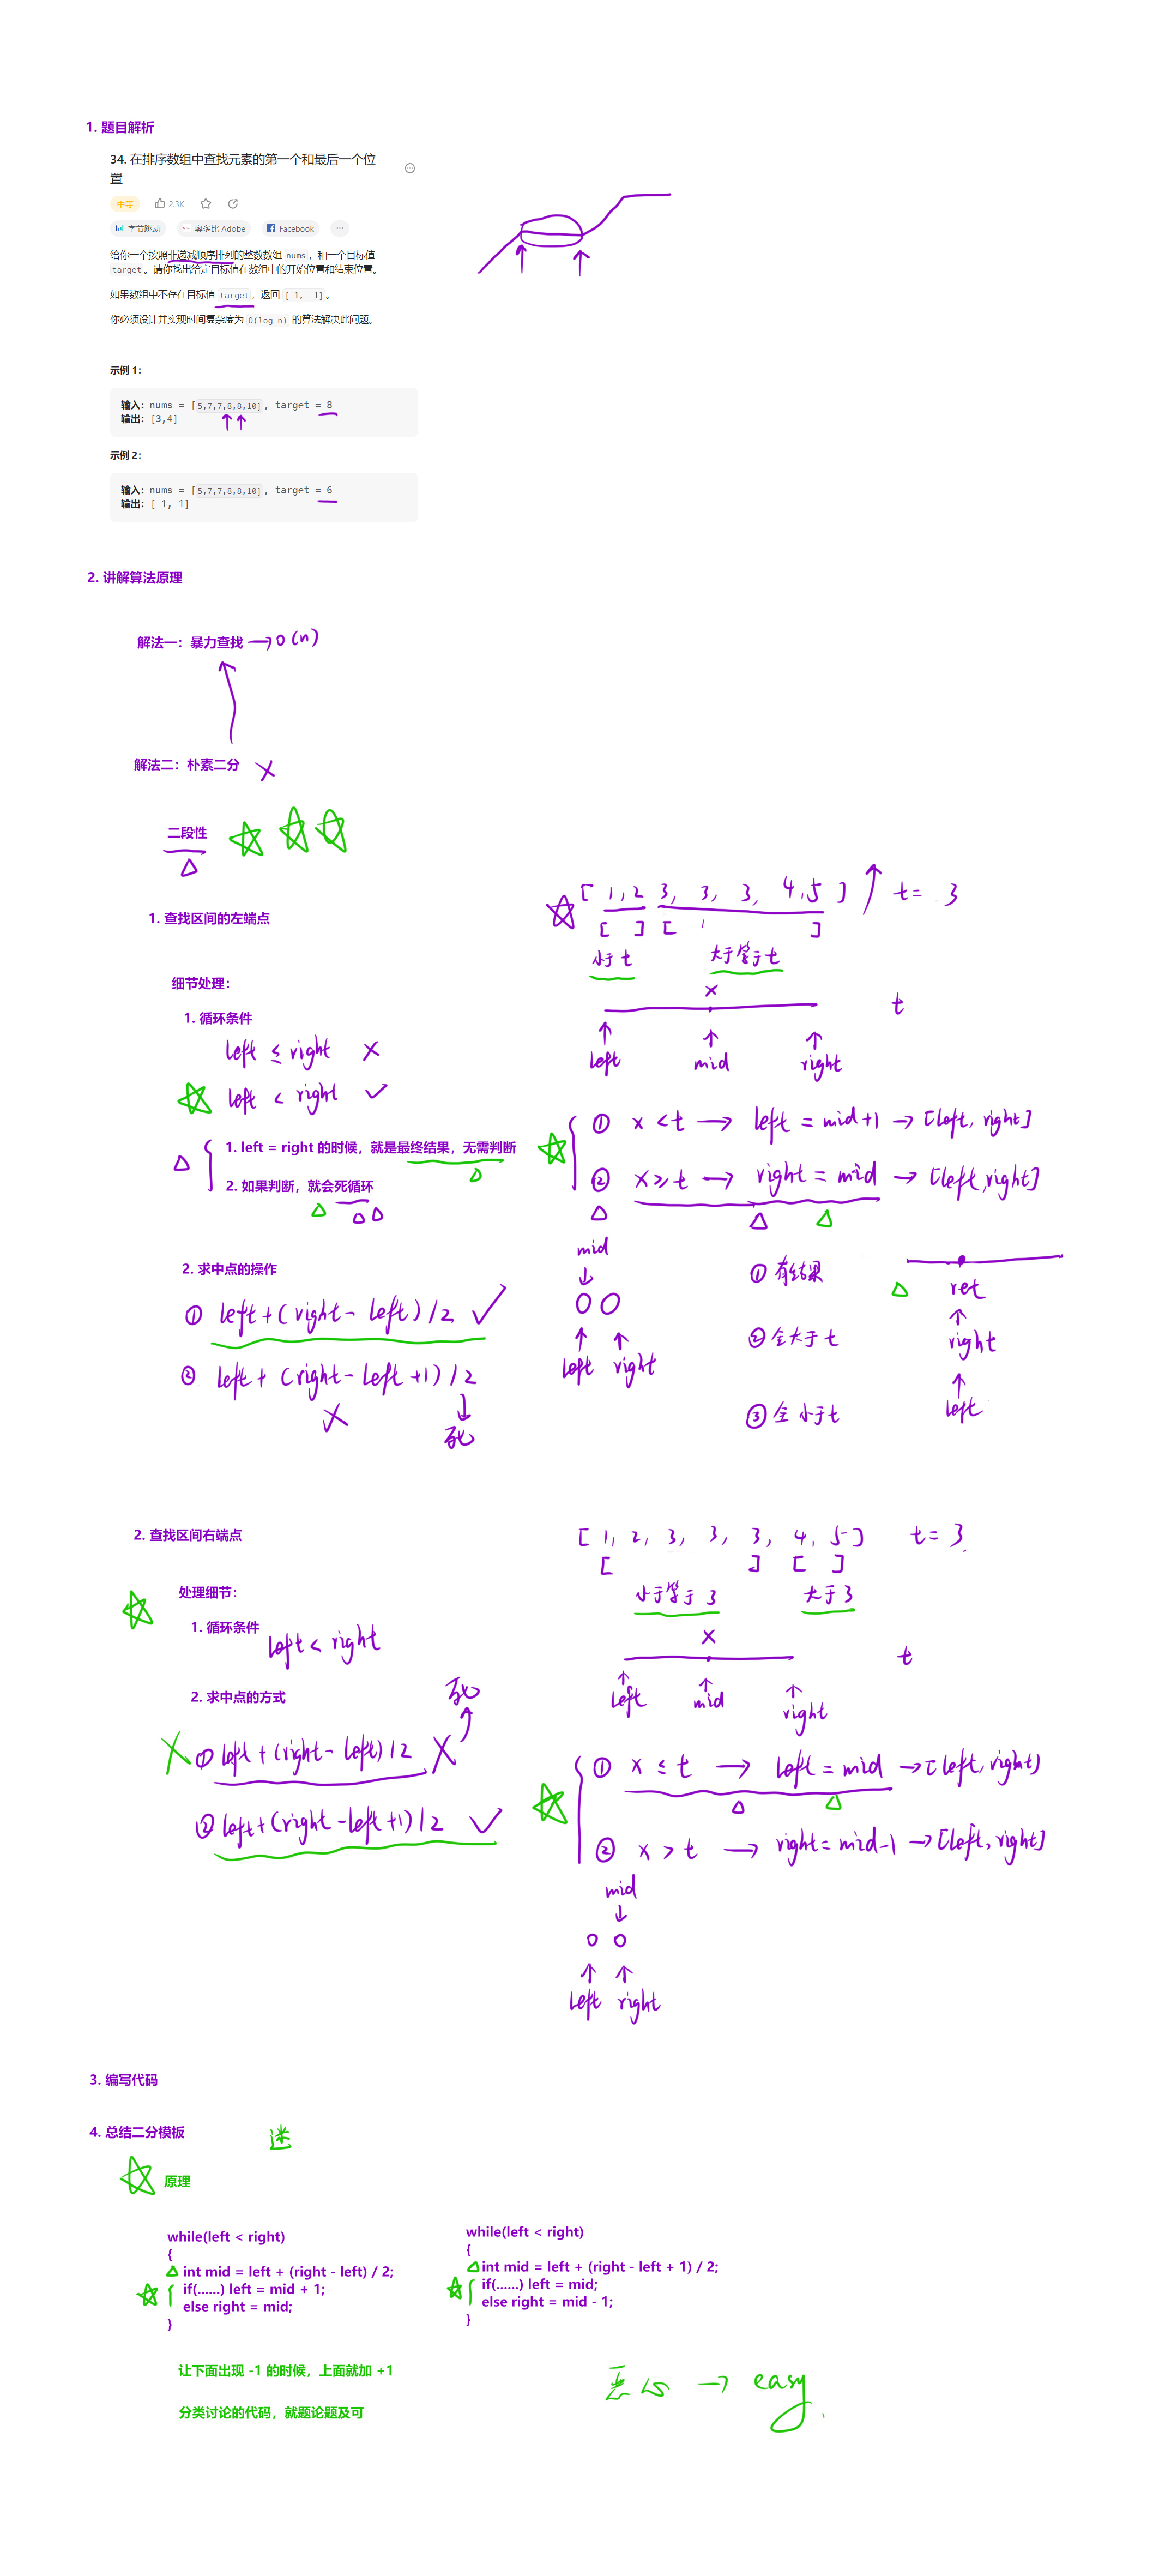 1. 题目解析
34. 在排序数组中查找元素的第一个和最后一个位
置
中等 2.3K
字节跳动 奥多比 Adobe Facebook ...
给你一个按照非递减顺序排列的整数数组 nums ，和一个目标值
target 。请你找出给定目标值在数组中的开始位置和结束位置。
如果数组中不存在目标值 target，返回 [-1, -1] 。
你必须设计并实现时间复杂度为 O(log n) 的算法解决此问题。
示例 1：
输入：nums = [5,7,7,8,8,10], target = 8
输出：[3,4]
示例 2：
输入：nums = [5,7,7,8,8,10], target = 6
输出：[-1,-1]
2. 讲解算法原理
解法一：暴力查找 → O(n)
解法二：朴素二分 ×
二段性
1. 查找区间的左端点
[ 1, 2 3, 3, 3, 4, 5 ] t = 3
[ ] [ ]
小于 t 大于等于 t
x
t
left mid right
细节处理：
1. 循环条件
left ≤ right ×
left < right ✓
1. left = right 的时候，就是最终结果，无需判断
2. 如果判断，就会死循环
① x < t → left = mid+1 → [left, right]
② x ≥ t → right = mid → [left, right]
2. 求中点的操作
① left + (right - left) / 2 ✓
② left + (right - left + 1) / 2
× ↓
死
mid
left right
① 有结果
② 全大于 t
③ 全小于 t
ret
right
left
2. 查找区间右端点
[ 1, 2, 3, 3, 3, 4, 5 ] t = 3
[ ] [ ]
小于等于 3 大于 3
x
t
left mid right
处理细节：
1. 循环条件 left < right
2. 求中点的方式
死
× ① left + (right - left) / 2 ×
② left + (right - left + 1) / 2 ✓
① x ≤ t → left = mid → [left, right]
② x > t → right = mid-1 → [left, right]
mid
left right
3. 编写代码
4. 总结二分模板
迷
原理
while(left < right)
{
int mid = left + (right - left) / 2;
if(......) left = mid + 1;
else right = mid;
}
while(left < right)
{
int mid = left + (right - left + 1) / 2;
if(......) left = mid;
else right = mid - 1;
}
让下面出现 -1 的时候，上面就加 +1
分类讨论的代码，就题论题及可
恶心 → easy